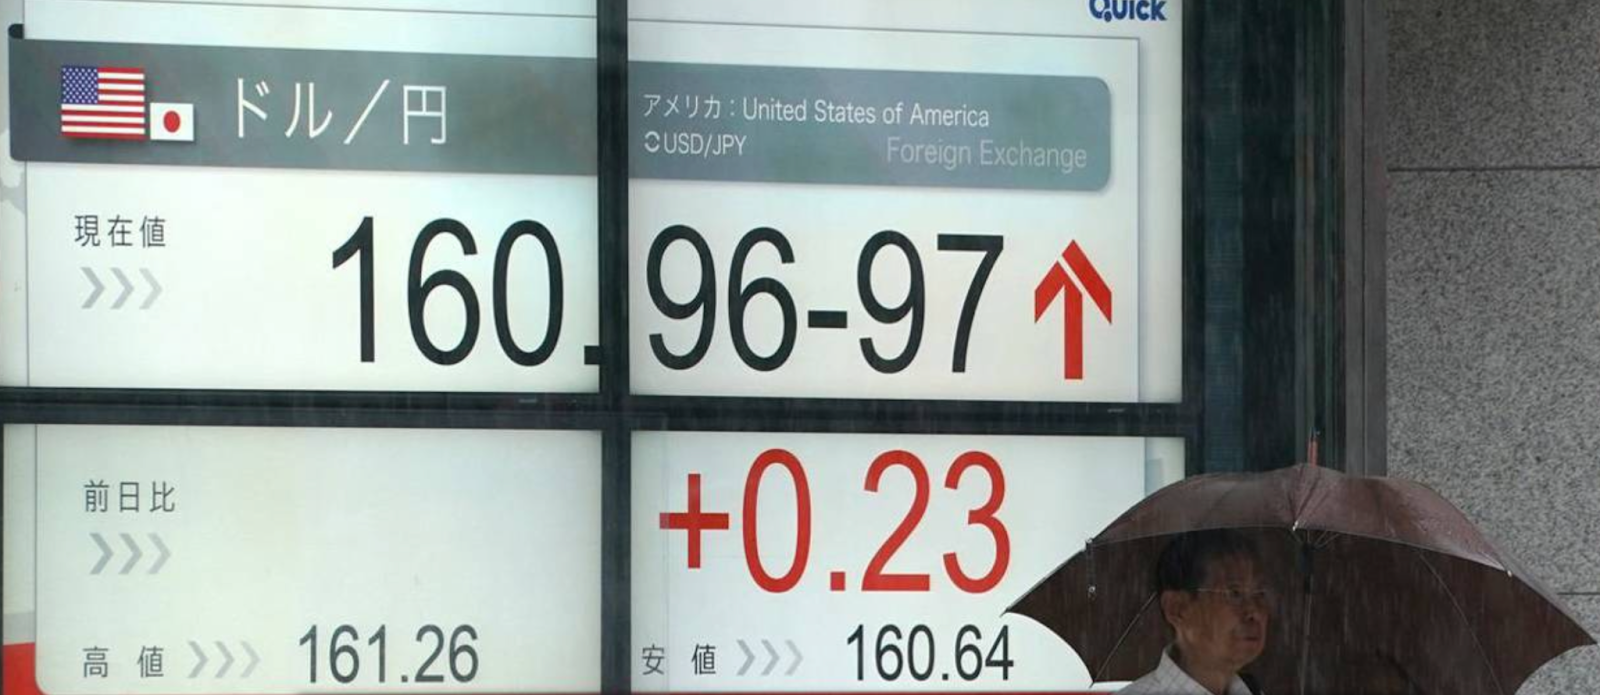 QUICK
ドル／円
アメリカ：United States of America
USD/JPY
Foreign Exchange
現在値
160.96-97
前日比
+0.23
高値 161.26
安値 160.64